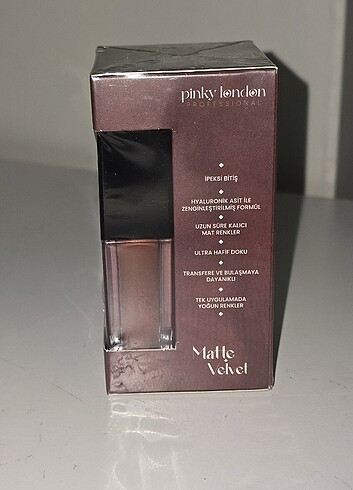 pinky london
PROFESSIONAL
İPEKSİ BİTİŞ
HYALURONİK ASİT İLE
ZENGİNLEŞTİRİLMİŞ FORMÜL
UZUN SÜRE KALICI
MAT RENKLER
ULTRA HAFİF DOKU
TRANSFERE VE BULAŞMAYA
DAYANIKLI
TEK UYGULAMADA
YOĞUN RENKLER
Matte
Velvet